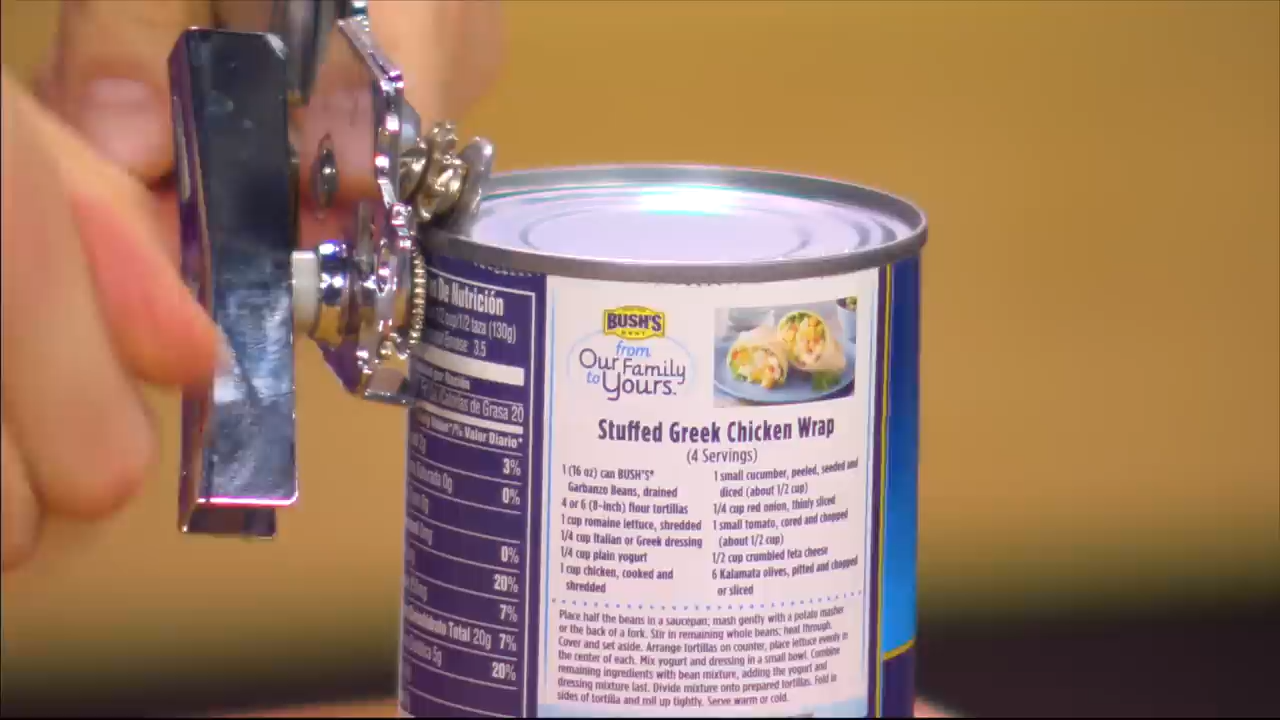 De Nutrición
1/2 taza (130g)
3.5
Calorías de Grasa 20
Valor Diario*
3%
0g 0%
0g
0%
20%
7%
Total 20g 7%
5g
20%
BUSH'S
BEST
from
Our Family
to Yours.
Stuffed Greek Chicken Wrap
(4 Servings)
1 (16 oz) can BUSH'S®
Garbanzo Beans, drained
4 or 6 (8-inch) flour tortillas
1 cup romaine lettuce, shredded
1/4 cup Italian or Greek dressing
1/4 cup plain yogurt
1 cup chicken, cooked and
shredded
1 small cucumber, peeled, seeded and
diced (about 1/2 cup)
1/4 cup red onion, thinly sliced
1 small tomato, cored and chopped
(about 1/2 cup)
1/2 cup crumbled feta cheese
6 Kalamata olives, pitted and chopped
or sliced
Place half the beans in a saucepan; mash gently with a potato masher
or the back of a fork. Stir in remaining whole beans; heat through.
Cover and set aside. Arrange tortillas on counter, place lettuce evenly in
the center of each. Mix yogurt and dressing in a small bowl. Combine
remaining ingredients with bean mixture, adding the yogurt and
dressing mixture last. Divide mixture onto prepared tortillas. Fold in
sides of tortilla and roll up tightly. Serve warm or cold.